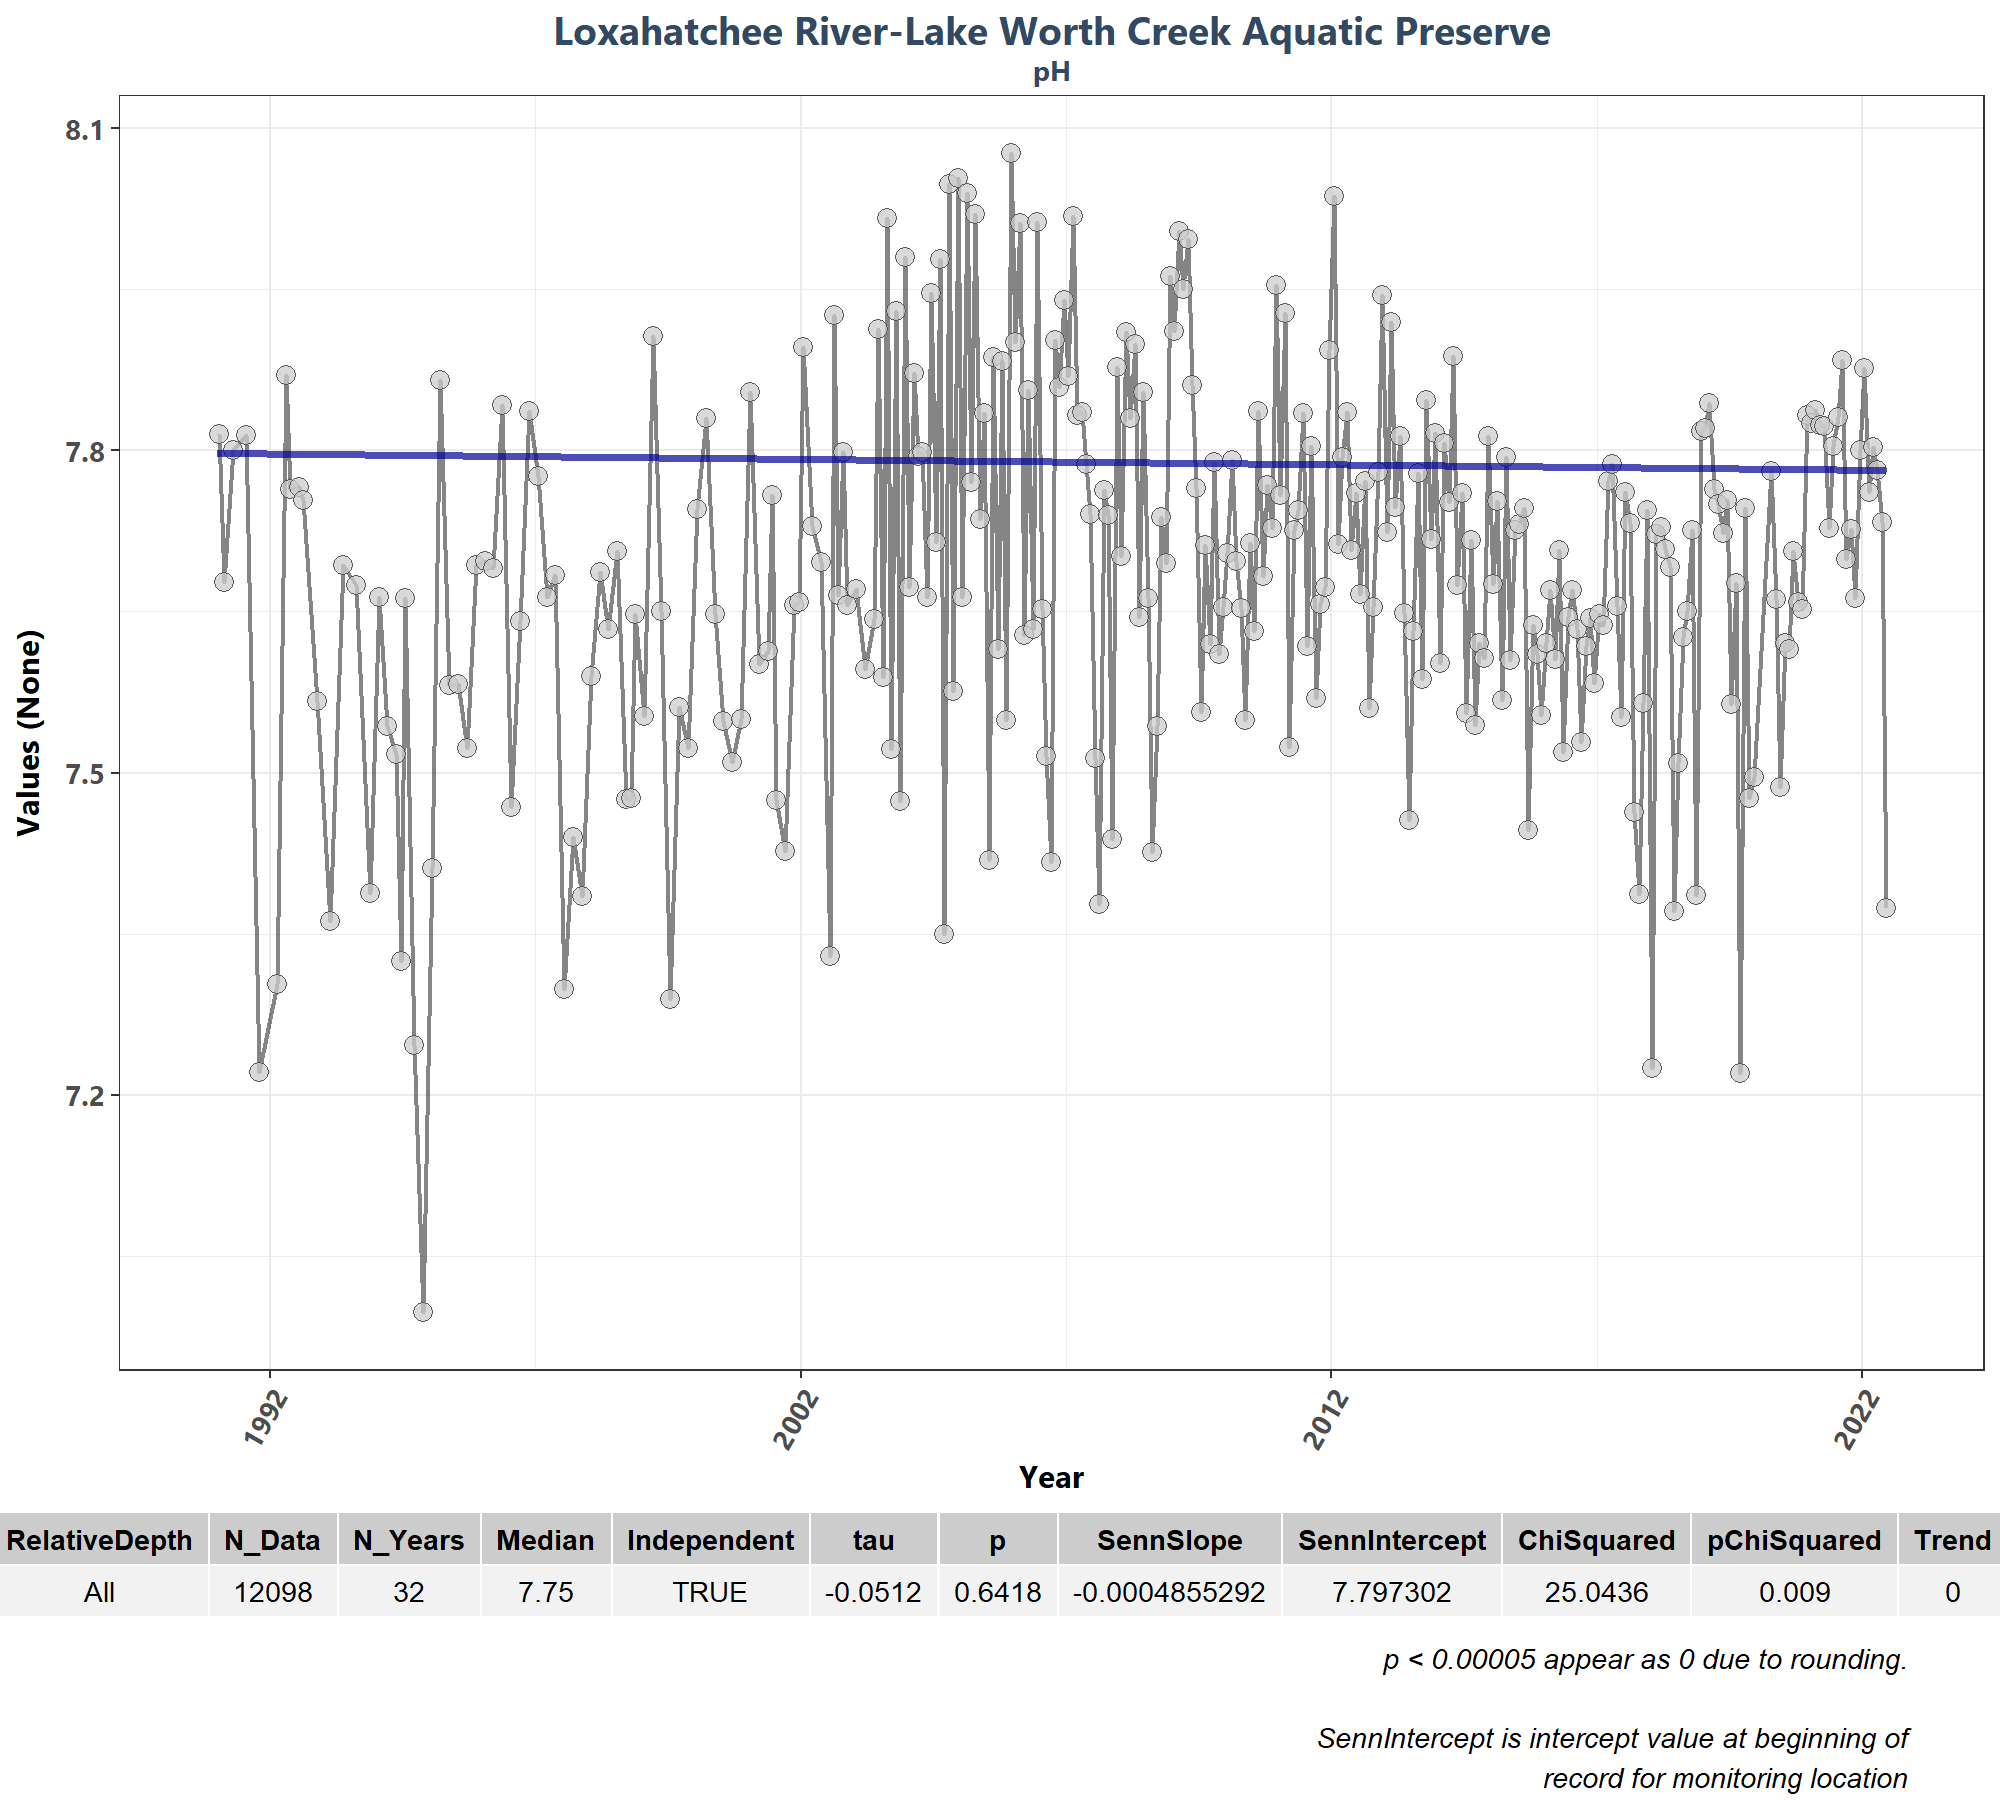 Loxahatchee River-Lake Worth Creek Aquatic Preserve
pH
8.1
7.8
7.5
7.2
Values (None)
1992
2002
2012
2022
Year
RelativeDepth N_Data N_Years Median Independent tau p SennSlope SennIntercept ChiSquared pChiSquared Trend
All 12098 32 7.75 TRUE -0.0512 0.6418 -0.0004855292 7.797302 25.0436 0.009 0
p < 0.00005 appear as 0 due to rounding.
SennIntercept is intercept value at beginning of
record for monitoring location